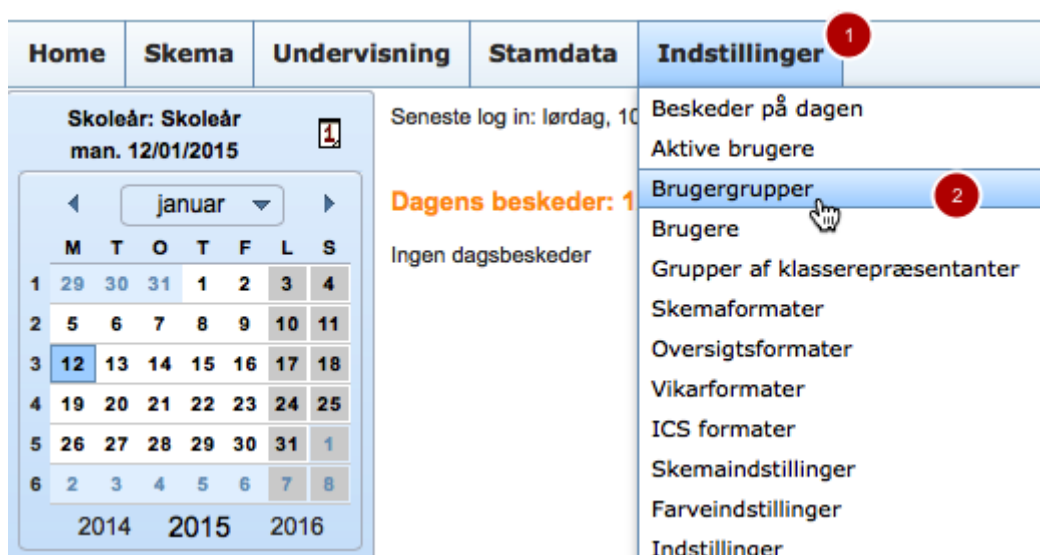 Home Skema Undervisning Stamdata Indstillinger 1
Skoleår: Skoleår
man. 12/01/2015
1
januar
M T O T F L S
1 29 30 31 1 2 3 4
2 5 6 7 8 9 10 11
3 12 13 14 15 16 17 18
4 19 20 21 22 23 24 25
5 26 27 28 29 30 31 1
6 2 3 4 5 6 7 8
2014 2015 2016
Seneste log in: lørdag, 10
Dagens beskeder: 1
Ingen dagsbeskeder
Beskeder på dagen
Aktive brugere
Brugergrupper 2
Brugere
Grupper af klasserepræsentanter
Skemaformater
Oversigtsformater
Vikarformater
ICS formater
Skemaindstillinger
Farveindstillinger
Indstillinger